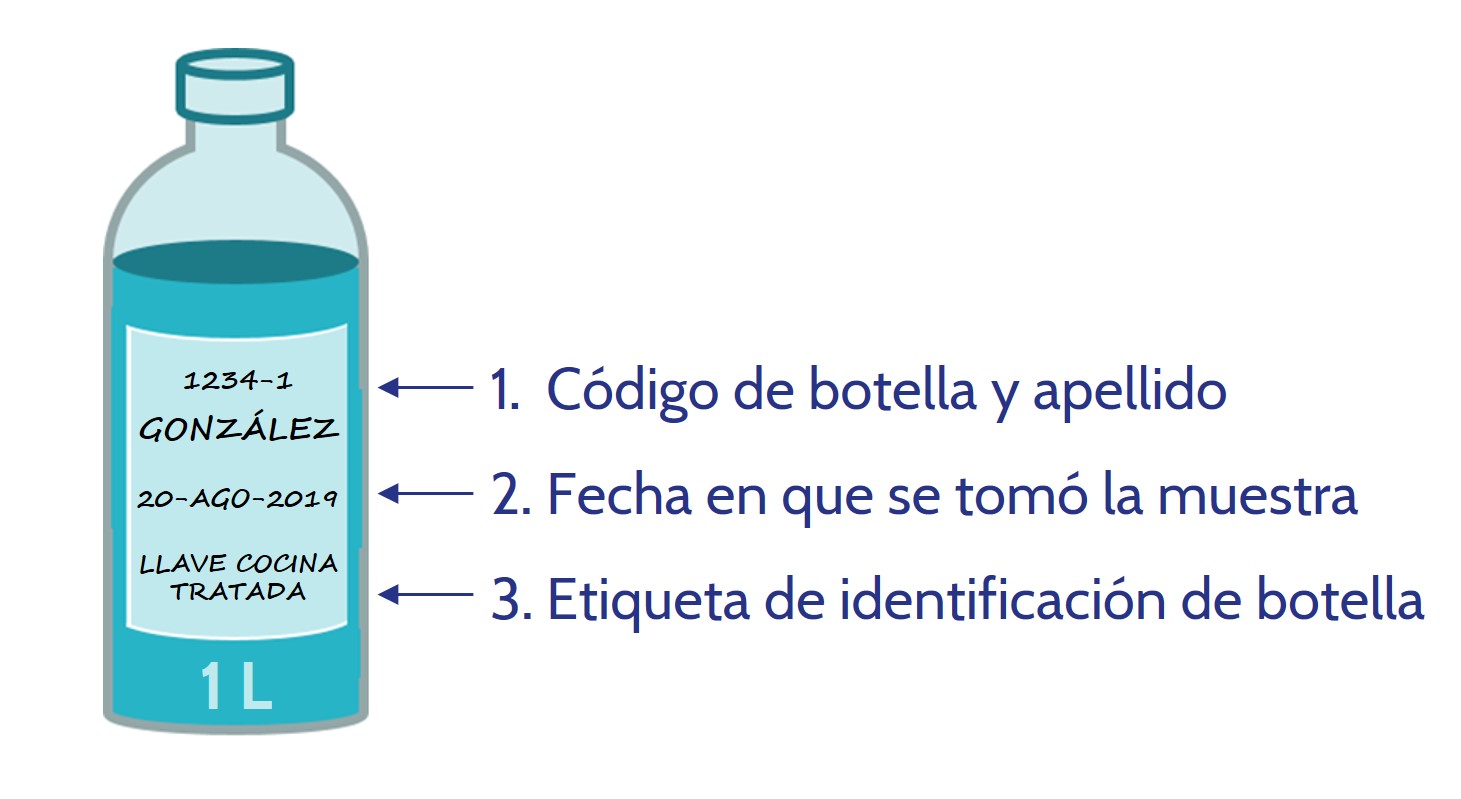 1234-1
GONZÁLEZ
20-AGO-2019
LLAVE COCINA
TRATADA
1 L
1. Código de botella y apellido
2. Fecha en que se tomó la muestra
3. Etiqueta de identificación de botella